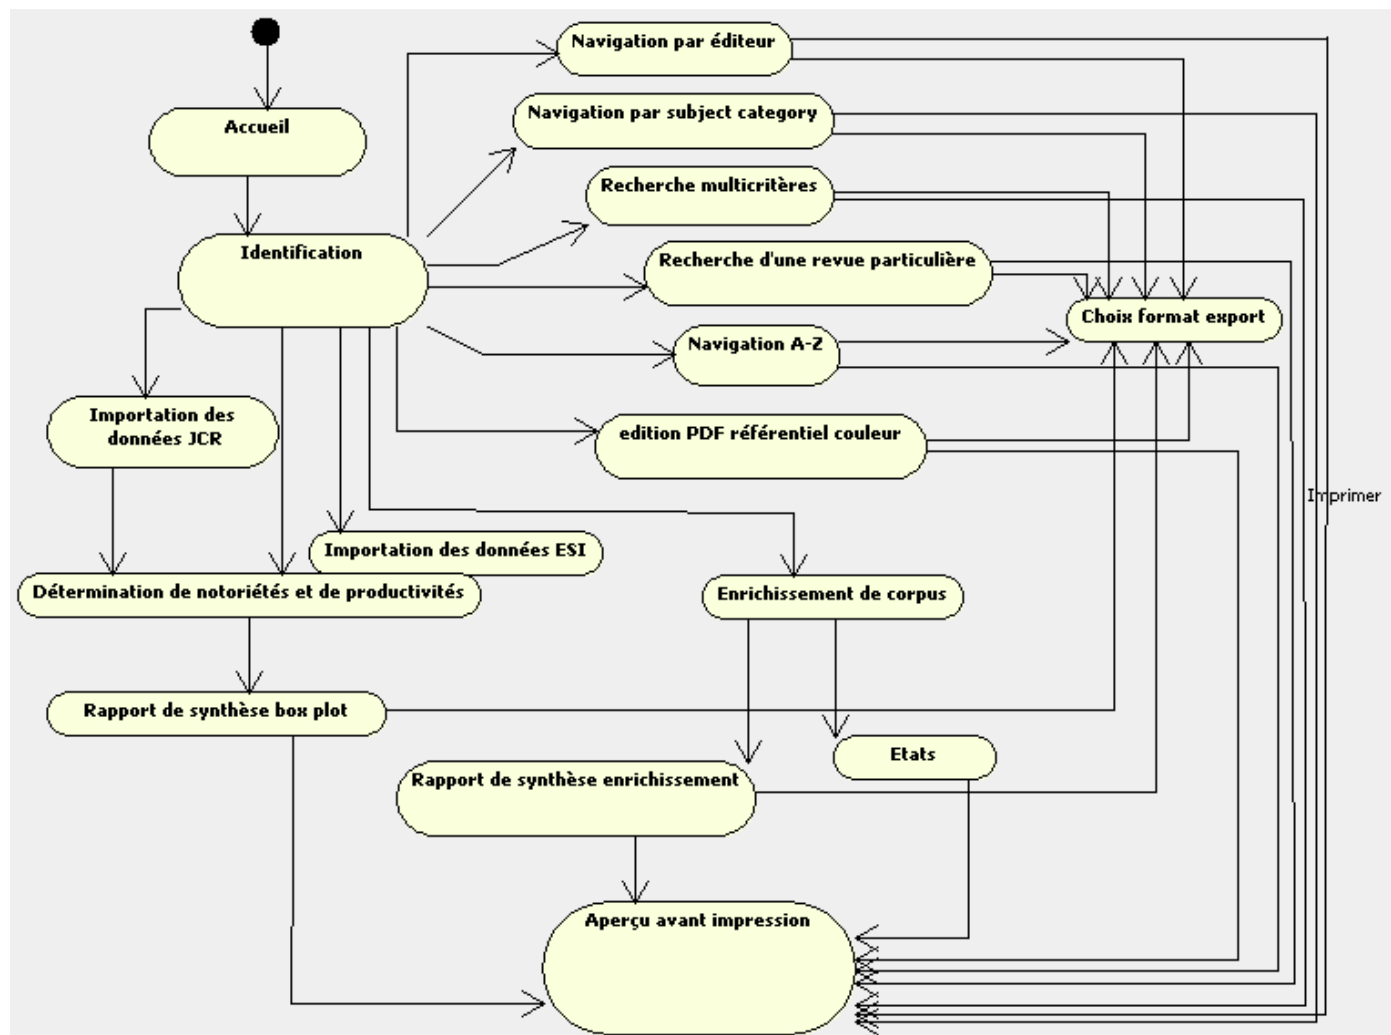 Navigation par éditeur
Navigation par subject category
Accueil
Recherche multicritères
Identification
Recherche d'une revue particulière
Choix format export
Navigation A-Z
Importation des
données JCR
edition PDF référentiel couleur
Imprimer
Importation des données ESI
Détermination de notoriétés et de productivités
Enrichissement de corpus
Rapport de synthèse box plot
Etats
Rapport de synthèse enrichissement
Aperçu avant impression